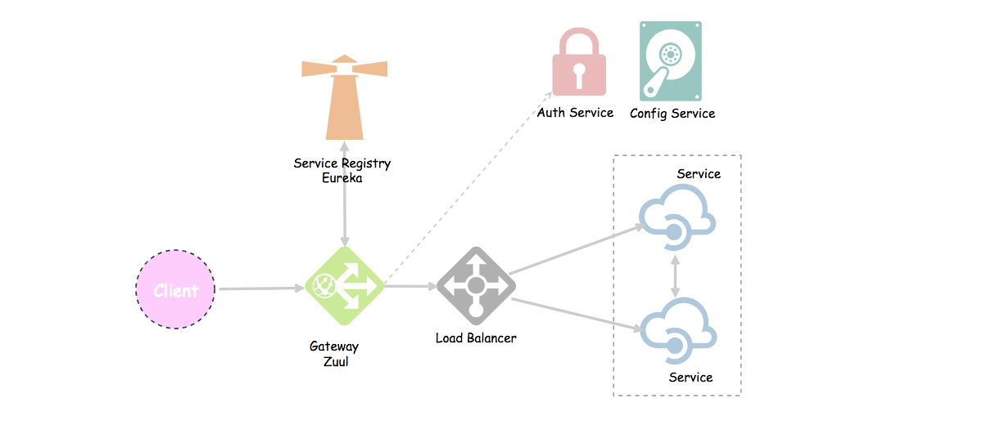 Auth Service
Config Service
Service Registry
Eureka
Service
Client
Load Balancer
Gateway
Zuul
Service